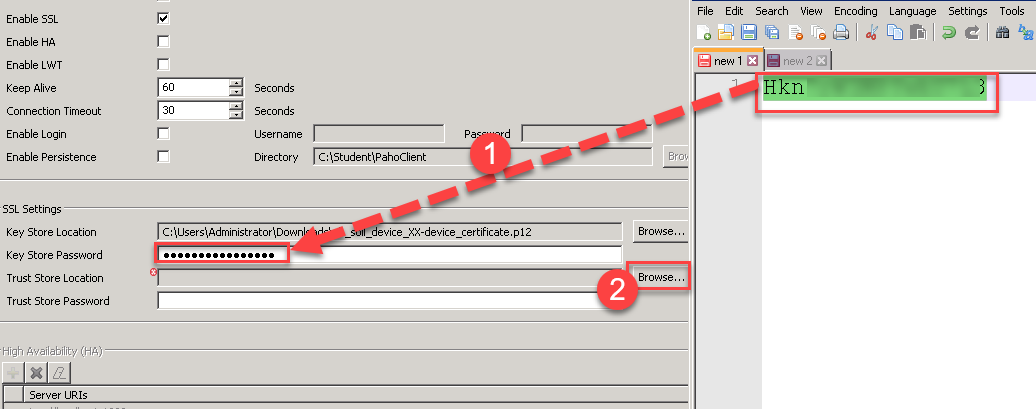 Enable SSL
Enable HA
Enable LWT
Keep Alive 60 Seconds
Connection Timeout 30 Seconds
Enable Login Username Password
Enable Persistence Directory C:\Student\PahoClient Brow
1
SSL Settings
Key Store Location C:\Users\Administrator\Downloads\ soil_device_XX-device_certificate.p12 Browse...
Key Store Password ●●●●●●●●●●●●●●●●
Trust Store Location Browse...
2
Trust Store Password
High Availability (HA)
Server URIs
File Edit Search View Encoding Language Settings Tools
new 1 new 2
1 Hkn 3